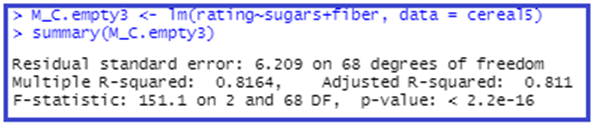 > M_C.empty3 <- lm(rating~sugars+fiber, data = cereal5)
> summary(M_C.empty3)
Residual standard error: 6.209 on 68 degrees of freedom
Multiple R-squared:  0.8164,    Adjusted R-squared:  0.811
F-statistic: 151.1 on 2 and 68 DF,  p-value: < 2.2e-16